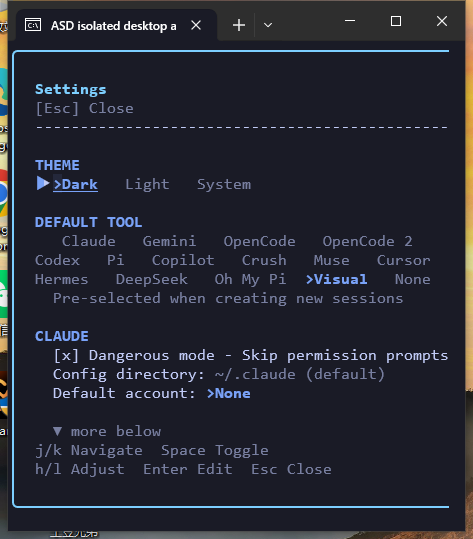 ASD isolated desktop a
Settings
[Esc] Close
----------------------------------------------
THEME
▶ >Dark Light System
DEFAULT TOOL
Claude Gemini OpenCode OpenCode 2
Codex Pi Copilot Crush Muse Cursor
Hermes DeepSeek Oh My Pi >Visual None
Pre-selected when creating new sessions
CLAUDE
[x] Dangerous mode - Skip permission prompts
Config directory: ~/.claude (default)
Default account: >None
▼ more below
j/k Navigate Space Toggle
h/l Adjust Enter Edit Esc Close